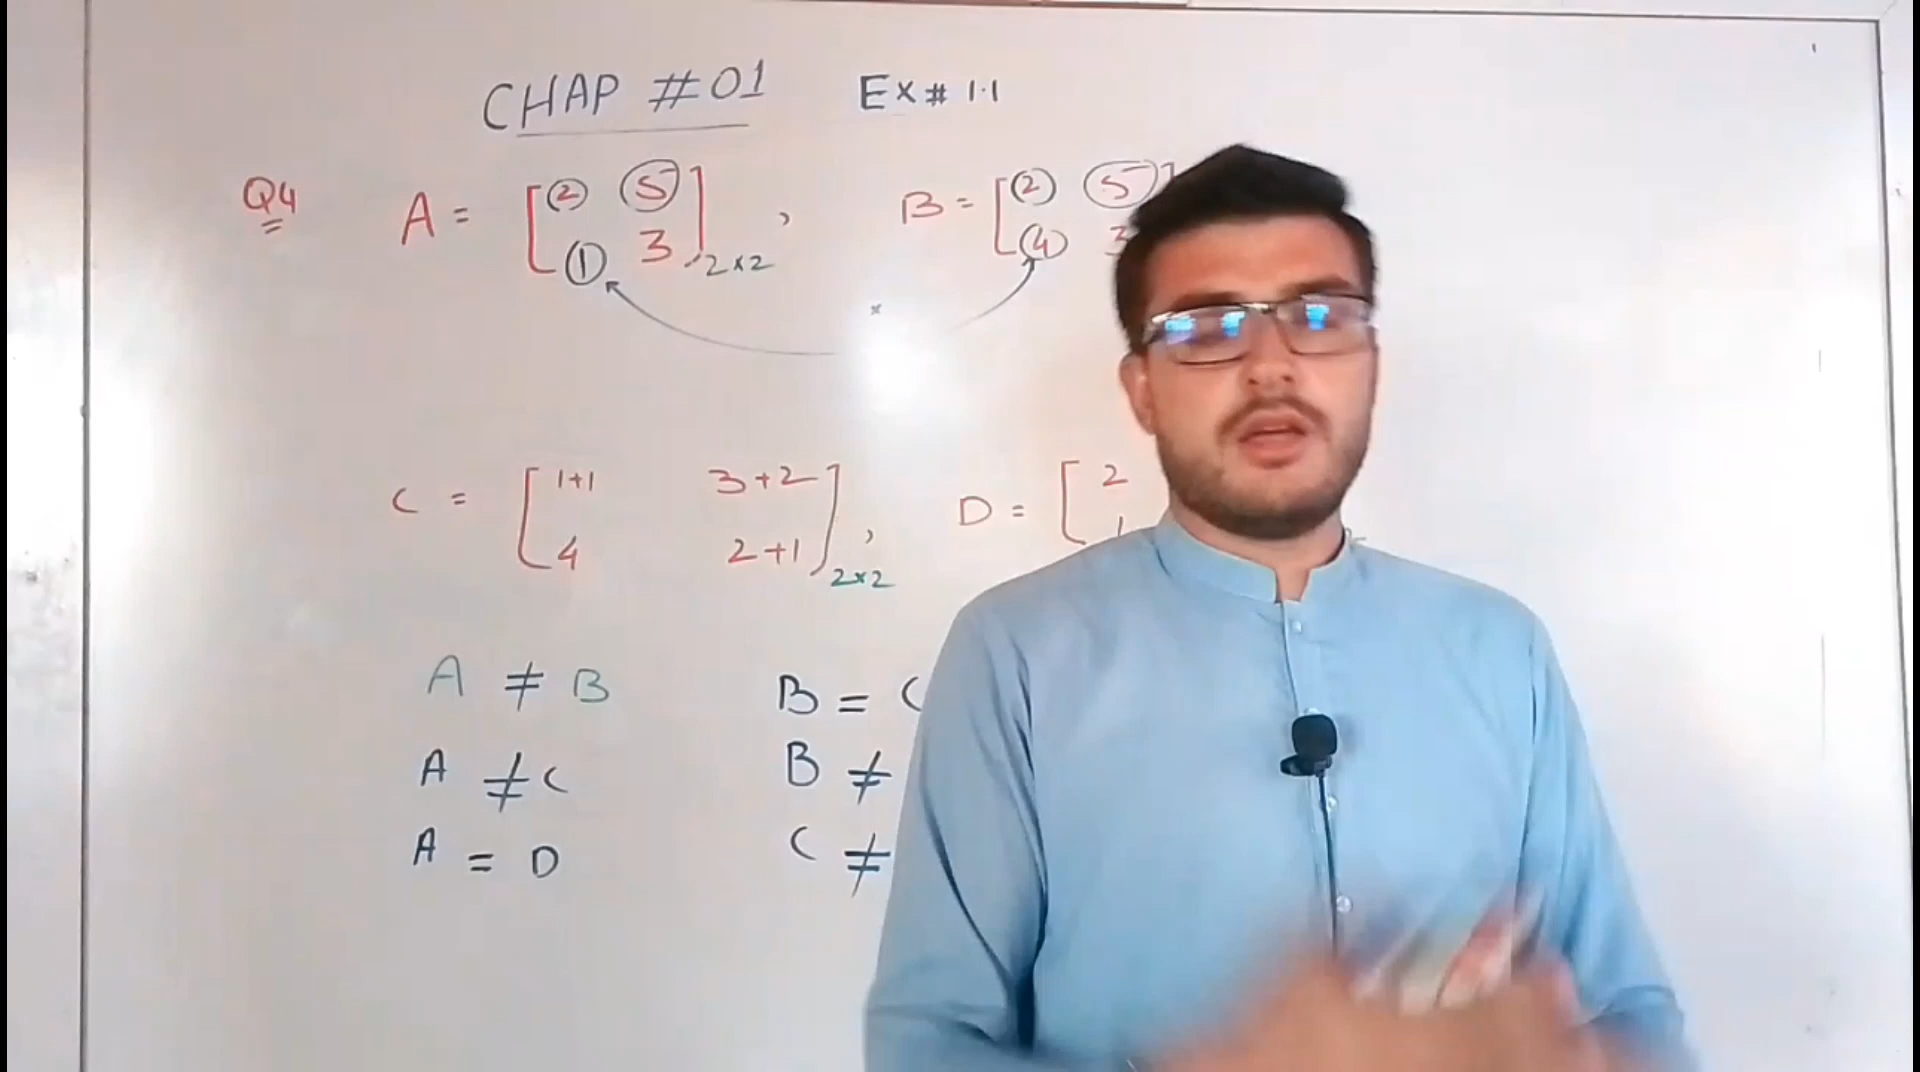 CHAP #01 EX# 1.1
Q4 A = [ 2 5 ] , B = [ 2 5 ]
1 3 2×2 4 3
C = [ 1+1 3+2 ] , D = [ 2
4 2+1 2×2 1
A ≠ B B = C
A ≠ C B ≠
A = D C ≠